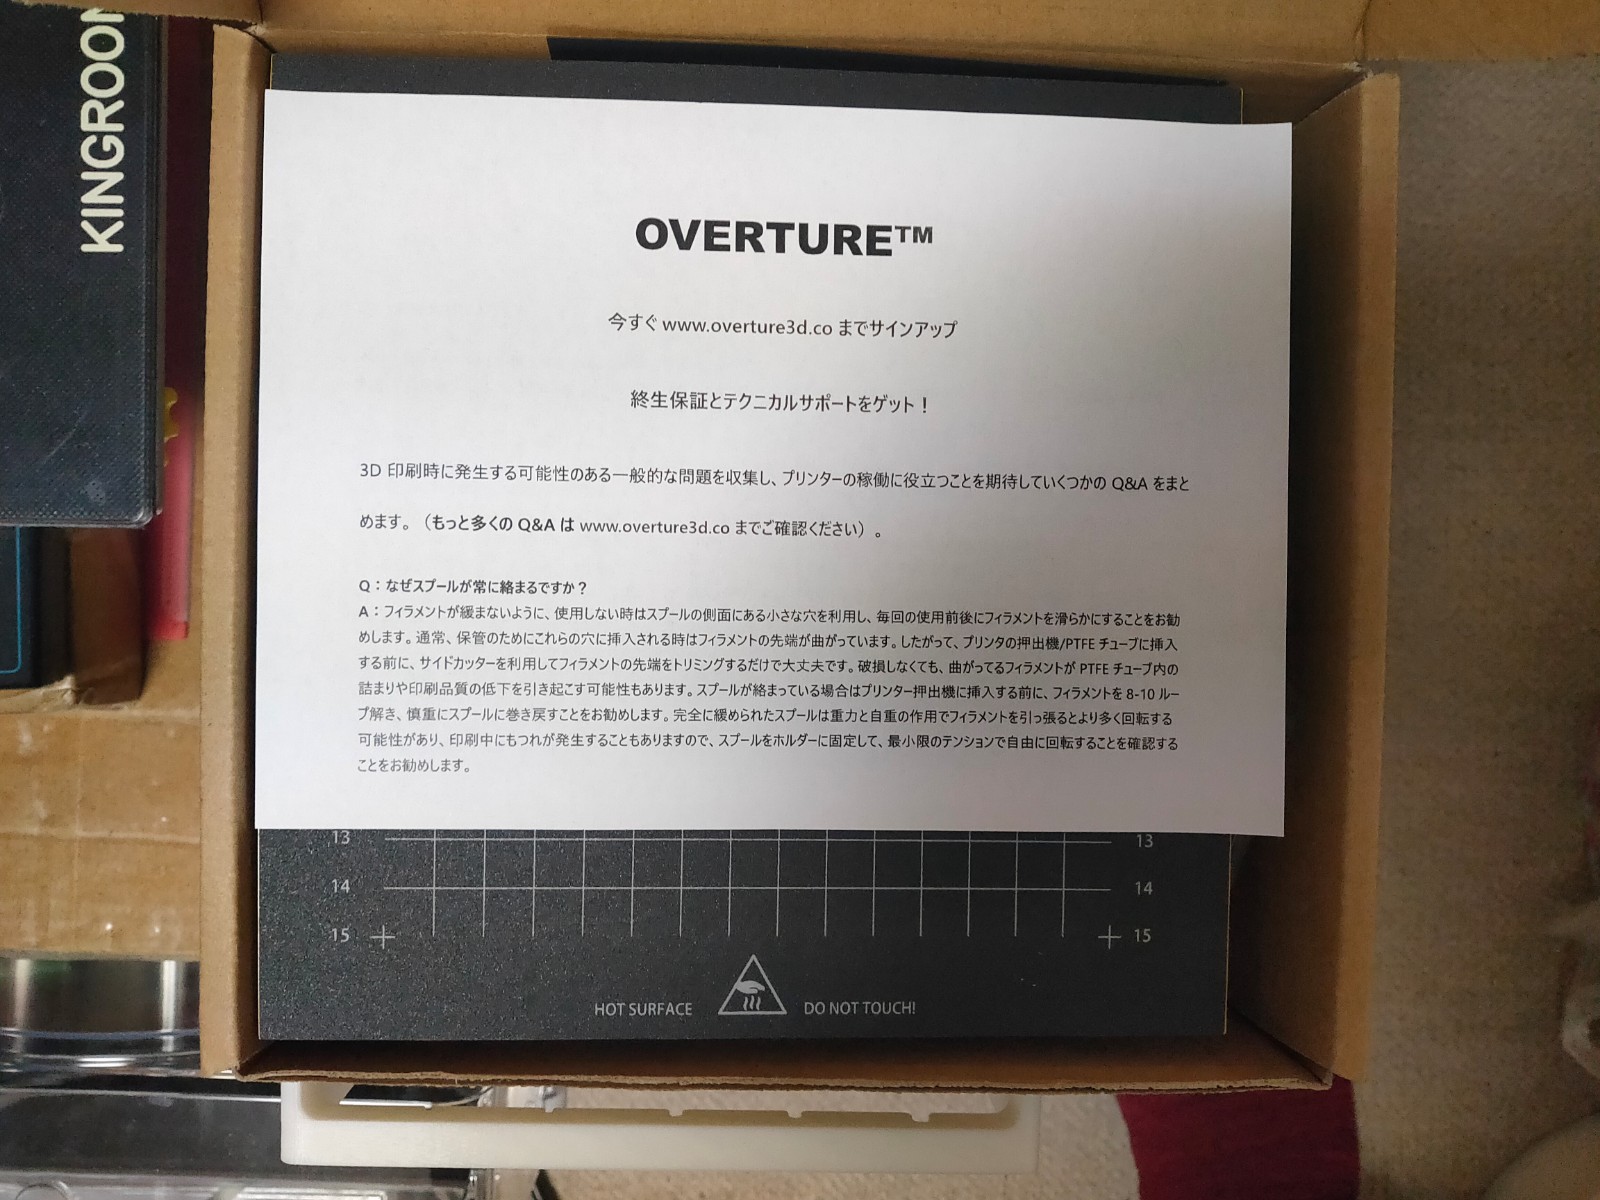 KINGROON
OVERTURE™
今すぐ www.overture3d.co までサインアップ
終生保証とテクニカルサポートをゲット！
3D 印刷時に発生する可能性のある一般的な問題を収集し、プリンターの稼働に役立つことを期待していくつかの Q&A をまと
めます。（もっと多くの Q&A は www.overture3d.co までご確認ください）。
Q：なぜスプールが常に絡まるですか？
A：フィラメントが緩まないように、使用しない時はスプールの側面にある小さな穴を利用し、毎回の使用前後にフィラメントを滑らかにすることをお勧
めします。通常、保管のためにこれらの穴に挿入される時はフィラメントの先端が曲がっています。したがって、プリンタの押出機/PTFE チューブに挿入
する前に、サイドカッターを利用してフィラメントの先端をトリミングするだけで大丈夫です。破損しなくても、曲がってるフィラメントが PTFE チューブ内の
詰まりや印刷品質の低下を引き起こす可能性もあります。スプールが絡まっている場合はプリンター押出機に挿入する前に、フィラメントを 8-10 ルー
プ解き、慎重にスプールに巻き戻すことをお勧めします。完全に緩められたスプールは重力と自重の作用でフィラメントを引っ張るとより多く回転する
可能性があり、印刷中にもつれが発生することもありますので、スプールをホルダーに固定して、最小限のテンションで自由に回転することを確認する
ことをお勧めします。
13 13
14 14
15 15
HOT SURFACE DO NOT TOUCH!